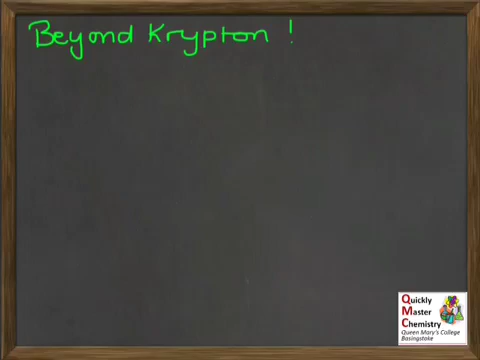 Beyond Krypton !
Quickly
Master
Chemistry
Queen Mary's College
Basingstoke